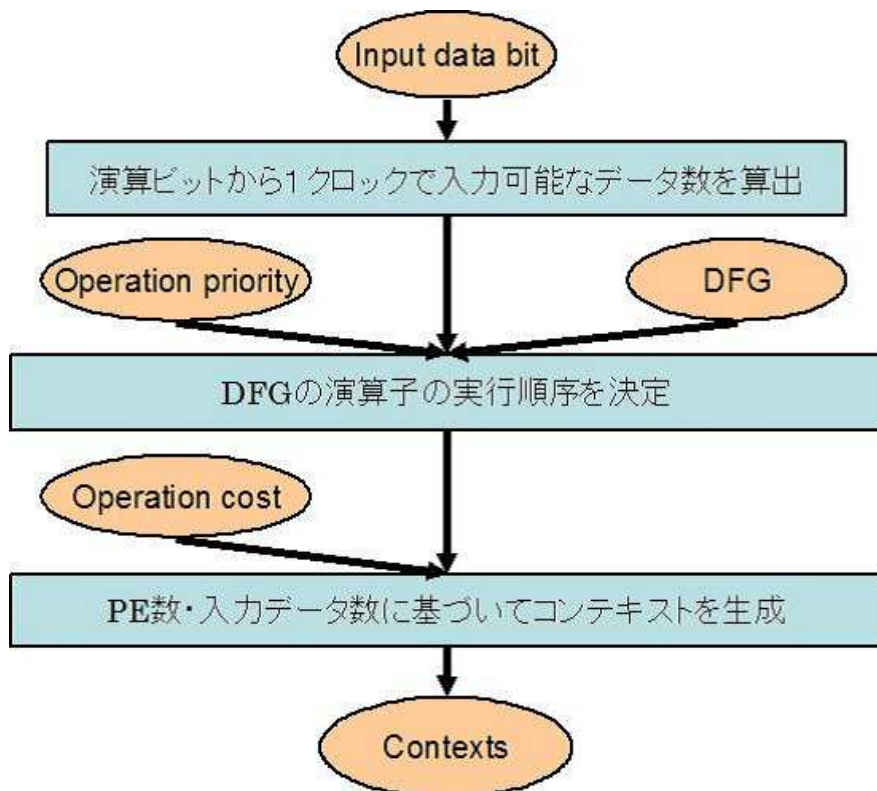 Input data bit
演算ビットから1クロックで入力可能なデータ数を算出
Operation priority
DFG
DFGの演算子の実行順序を決定
Operation cost
PE数・入力データ数に基づいてコンテキストを生成
Contexts